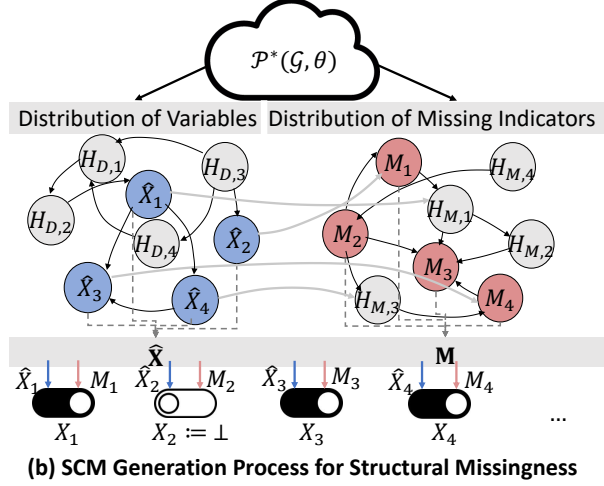 𝒫*(𝒢, θ)
Distribution of Variables
Distribution of Missing Indicators
H_{D,1}
H_{D,3}
M_1
H_{M,4}
X̂_1
H_{M,1}
H_{D,2}
H_{D,4}
X̂_2
M_2
H_{M,2}
M_3
X̂_3
X̂_4
H_{M,3}
M_4
X̂
M
X̂_1 M_1 X̂_2 M_2 X̂_3 M_3 X̂_4 M_4
X_1 X_2 := ⊥ X_3 X_4 ...
(b) SCM Generation Process for Structural Missingness